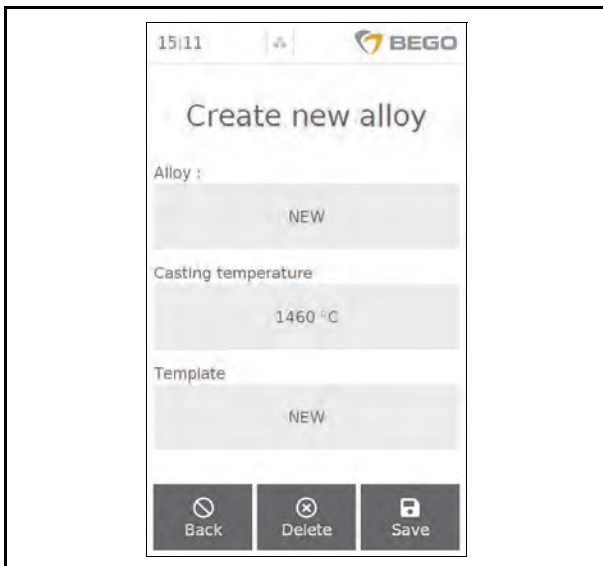 15:11 BEGO
Create new alloy
Alloy :
NEW
Casting temperature
1460 °C
Template
NEW
Back Delete Save